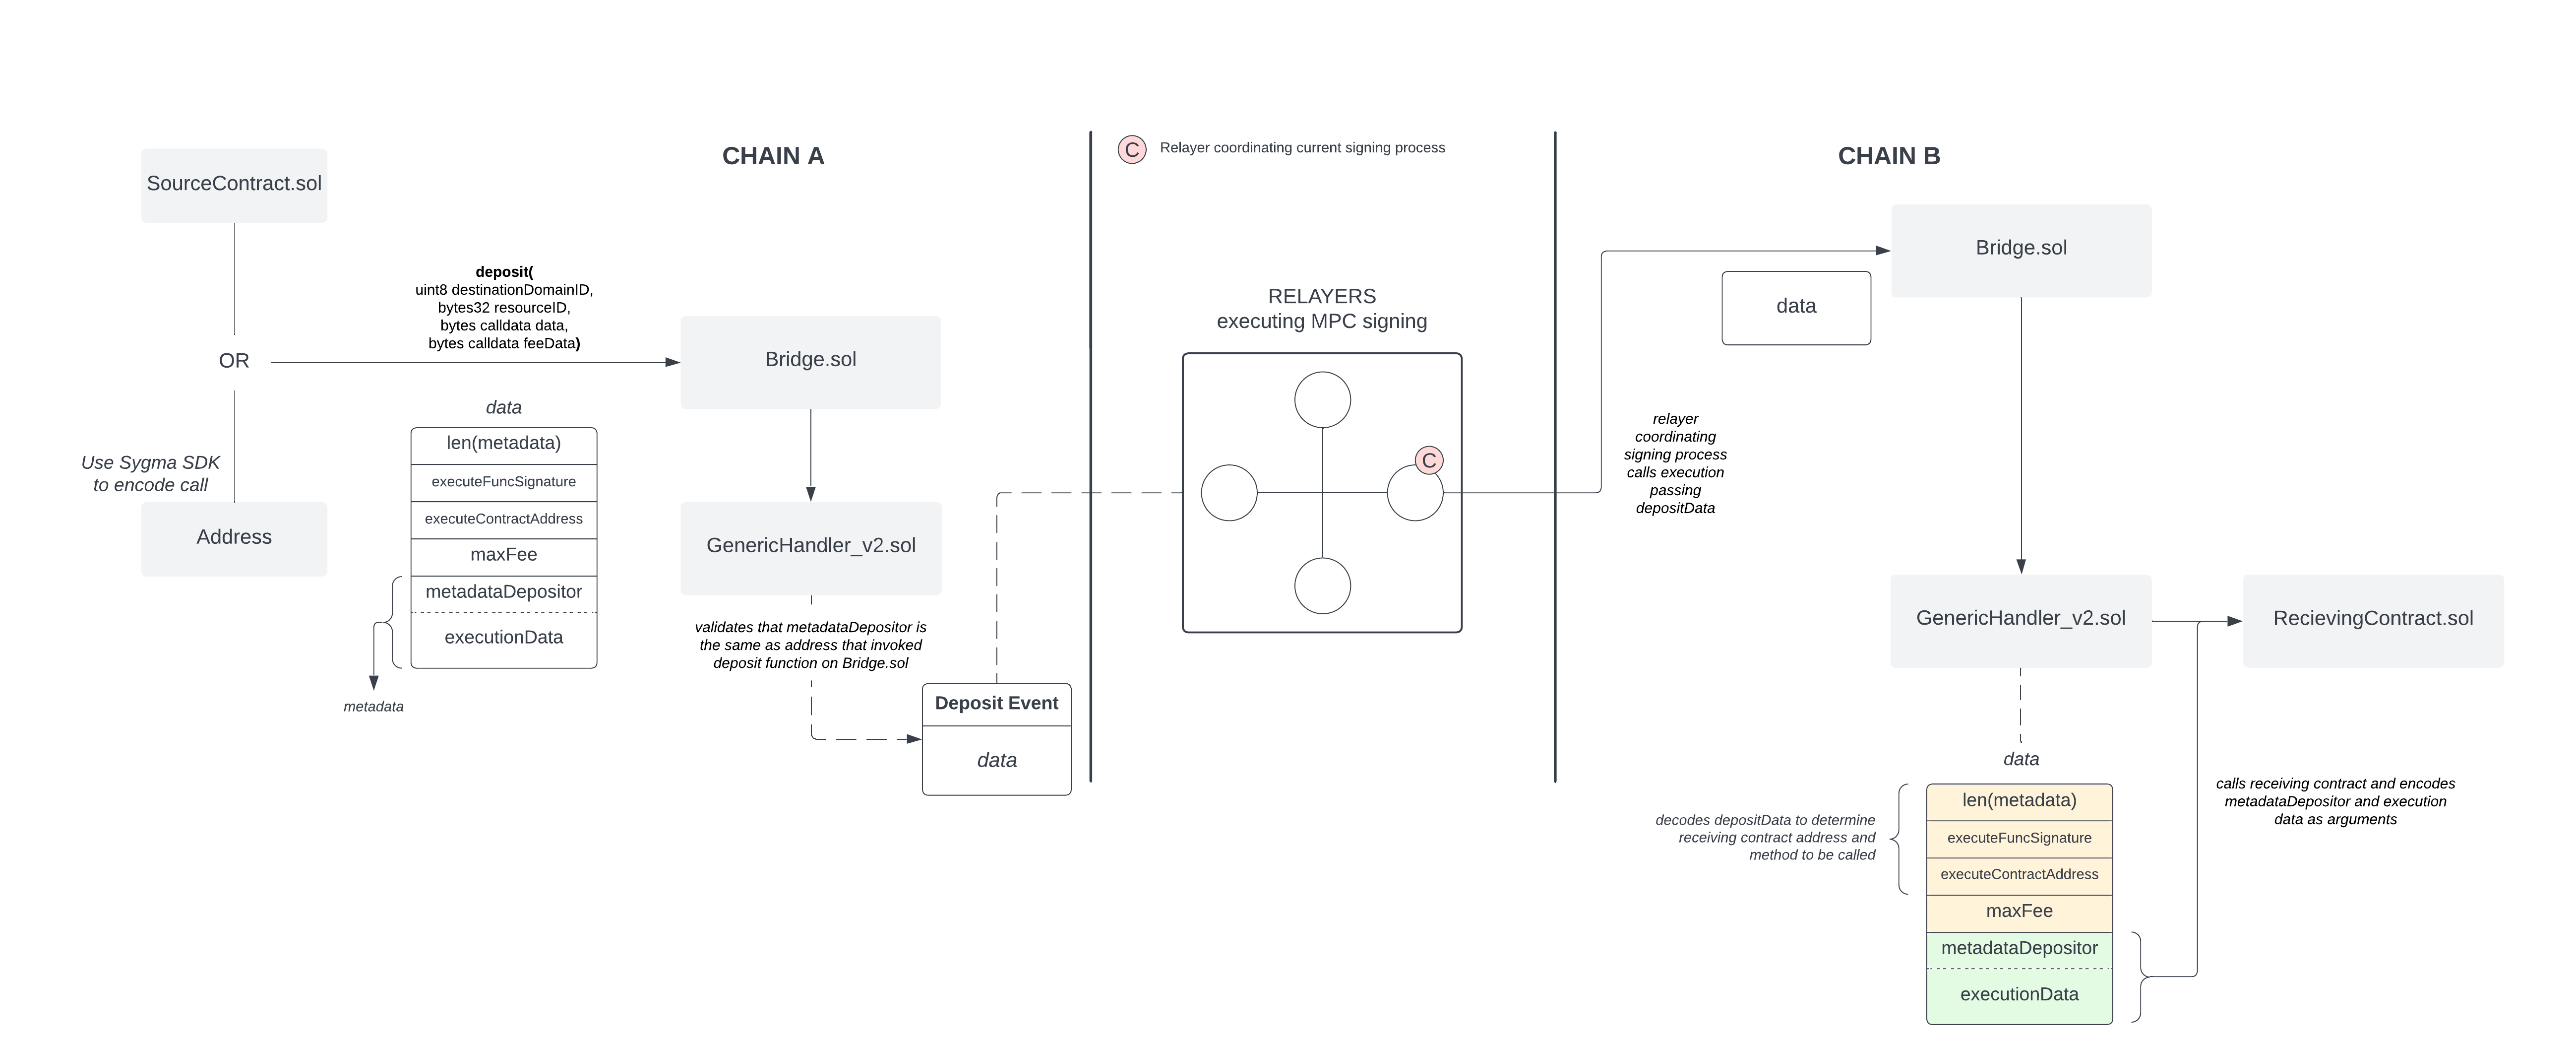 CHAIN A
SourceContract.sol
deposit(
uint8 destinationDomainID,
bytes32 resourceID,
bytes calldata data,
bytes calldata feeData)
OR
Bridge.sol
Use Sygma SDK
to encode call
Address
data
len(metadata)
executeFuncSignature
executeContractAddress
maxFee
metadataDepositor
executionData
metadata
GenericHandler_v2.sol
validates that metadataDepositor is
the same as address that invoked
deposit function on Bridge.sol
Deposit Event
data
C
Relayer coordinating current signing process
RELAYERS
executing MPC signing
C
CHAIN B
Bridge.sol
data
relayer
coordinating
signing process
calls execution
passing
depositData
GenericHandler_v2.sol
RecievingContract.sol
data
len(metadata)
executeFuncSignature
executeContractAddress
maxFee
metadataDepositor
executionData
decodes depositData to determine
receiving contract address and
method to be called
calls receiving contract and encodes
metadataDepositor and execution
data as arguments